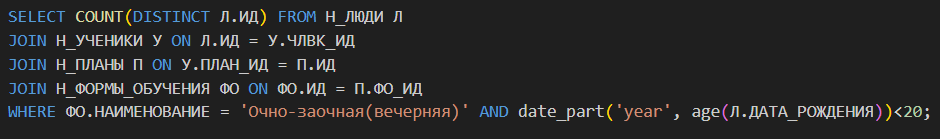 SELECT COUNT(DISTINCT Л.ИД) FROM Н_ЛЮДИ Л
JOIN Н_УЧЕНИКИ У ON Л.ИД = У.ЧЛВК_ИД
JOIN Н_ПЛАНЫ П ON У.ПЛАН_ИД = П.ИД
JOIN Н_ФОРМЫ_ОБУЧЕНИЯ ФО ON ФО.ИД = П.ФО_ИД
WHERE ФО.НАИМЕНОВАНИЕ = 'Очно-заочная(вечерняя)' AND date_part('year', age(Л.ДАТА_РОЖДЕНИЯ))<20;